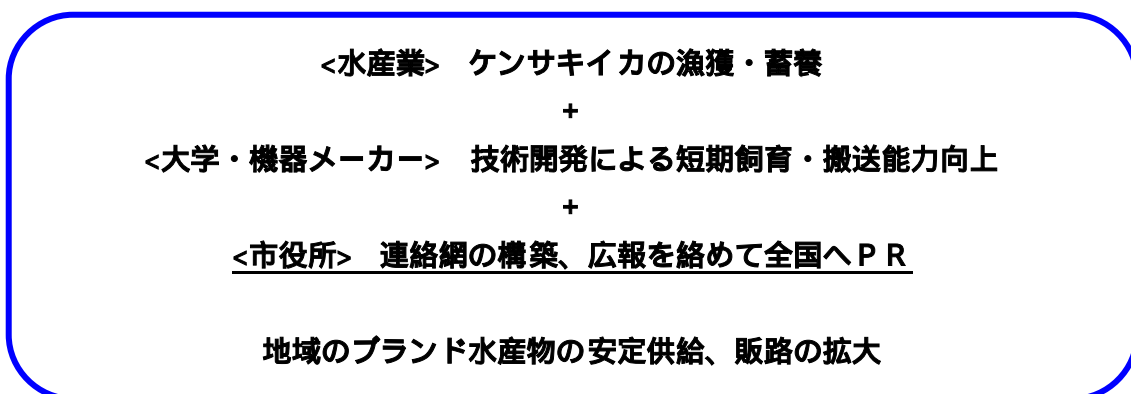 <水産業>　ケンサキイカの漁獲・蓄養
+
<大学・機器メーカー>　技術開発による短期飼育・搬送能力向上
+
<市役所>　連絡網の構築、広報を絡めて全国へＰＲ
地域のブランド水産物の安定供給、販路の拡大